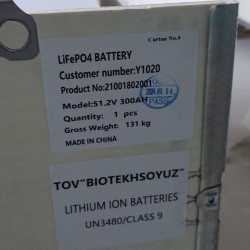 Carton No.4
LiFePO4 BATTERY
Customer number:Y1020
Product No:21001802001
Model:51.2V 300AH
Quantity: 1 pcs
Gross Weight: 131 kg
MADE IN CHINA
PASS
TOV"BIOTEKHSOYUZ"
LITHIUM ION BATTERIES
UN3480/CLASS 9